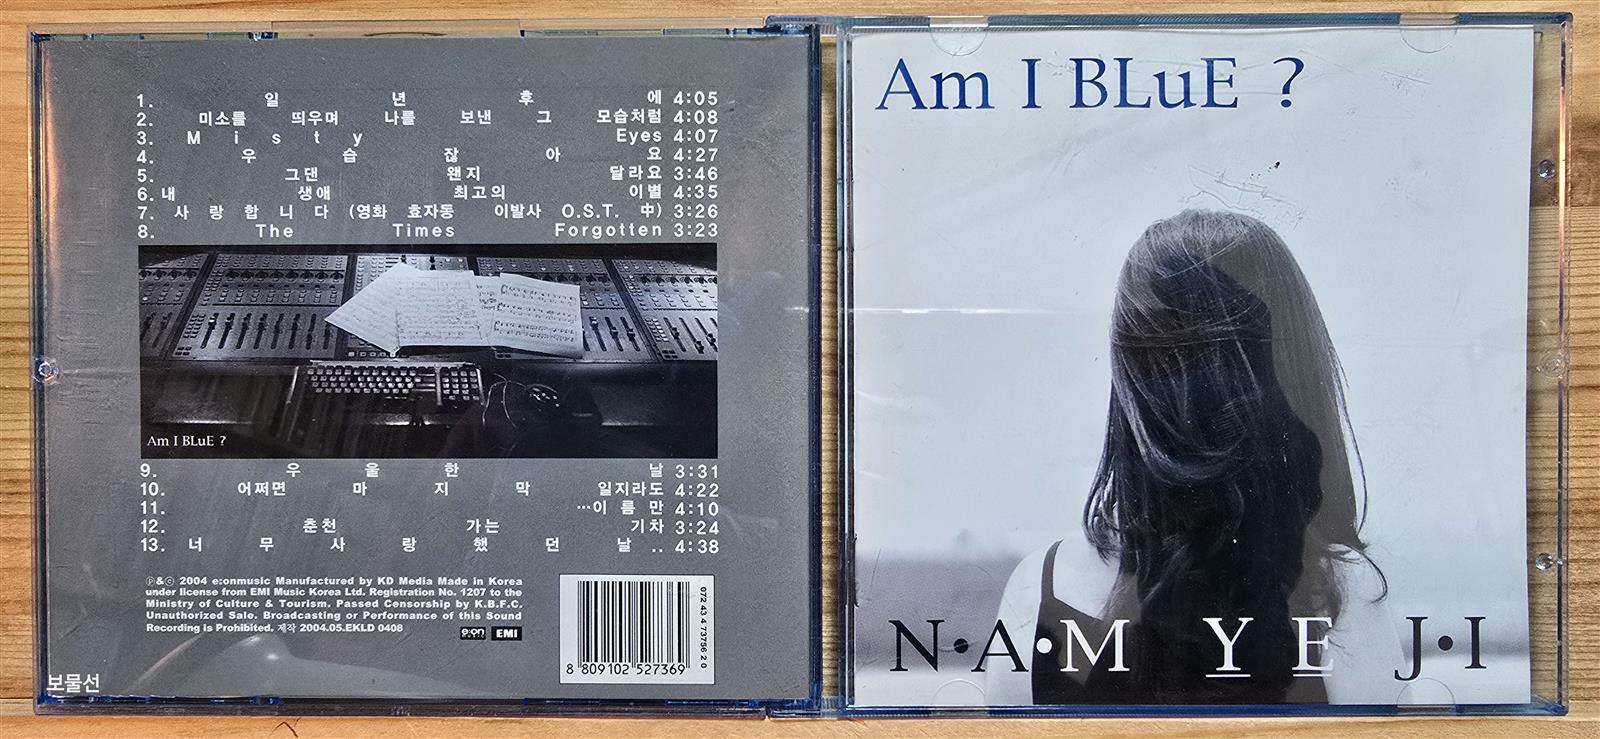 1. 일 년 후 에 4:05
2. 미소를 띄우며 나를 보낸 그 모습처럼 4:08
3. Misty Eyes 4:07
4. 우 습 잖 아 요 4:27
5. 그댄 왠지 달라요 3:46
6. 내 생애 최고의 이별 4:35
7. 사 랑 합 니 다 (영화 효자동 이발사 O.S.T. 中) 3:26
8. The Times Forgotten 3:23
Am I BLuE ?
9. 우 울 한 날 3:31
10. 어쩌면 마 지 막 일지라도 4:22
11. …이 름 만 4:10
12. 춘천 가는 기차 3:24
13. 너 무 사 랑 했 던 날 .. 4:38
℗&© 2004 e:onmusic Manufactured by KD Media Made in Korea
under license from EMI Music Korea Ltd. Registration No. 1207 to the
Ministry of Culture & Tourism. Passed Censorship by K.B.F.C.
Unauthorized Sale. Broadcasting or Performance of this Sound
Recording is Prohibited. 제작 2004.05.EKLD 0408
e:on MUSIC EMI
8 809102 527369
072 43 4 73756 2 0
보물선
Am I BLuE ?
N•A•M YE J•I